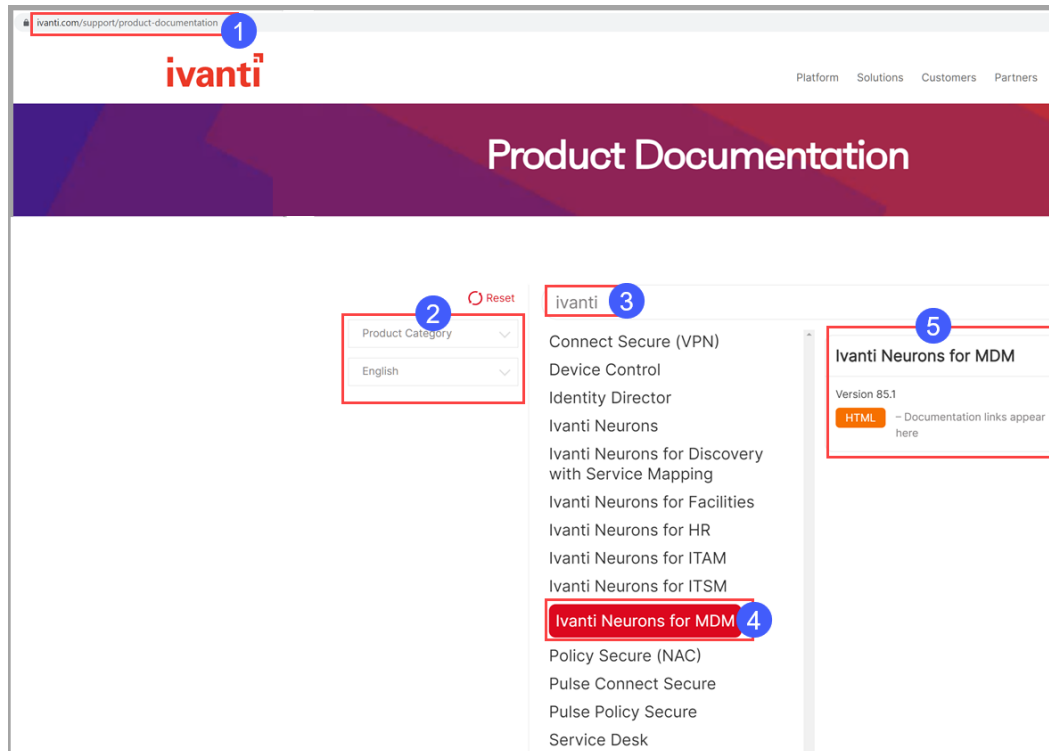 ivanti.com/support/product-documentation
1
ivanti
Platform Solutions Customers Partners
Product Documentation
Reset
2
Product Category
English
ivanti
3
Connect Secure (VPN)
Device Control
Identity Director
Ivanti Neurons
Ivanti Neurons for Discovery
with Service Mapping
Ivanti Neurons for Facilities
Ivanti Neurons for HR
Ivanti Neurons for ITAM
Ivanti Neurons for ITSM
Ivanti Neurons for MDM
4
Policy Secure (NAC)
Pulse Connect Secure
Pulse Policy Secure
Service Desk
5
Ivanti Neurons for MDM
Version 85.1
HTML – Documentation links appear
here